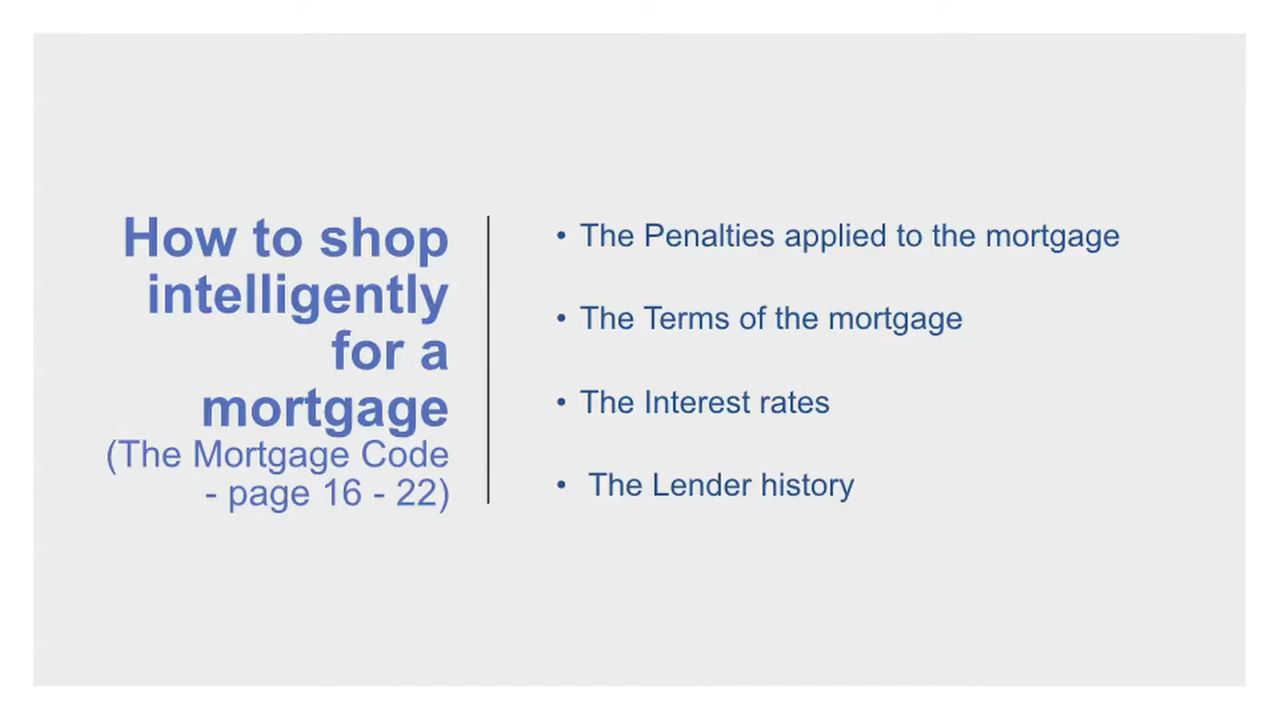 How to shop
intelligently
for a
mortgage
(The Mortgage Code
- page 16 - 22)
• The Penalties applied to the mortgage
• The Terms of the mortgage
• The Interest rates
• The Lender history